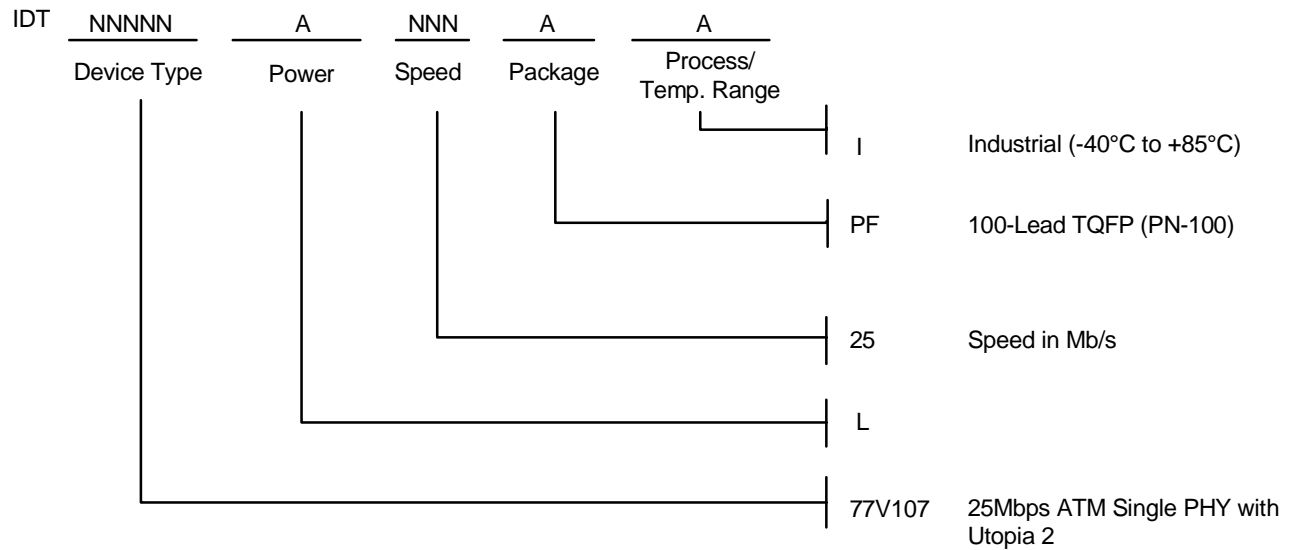 IDT NNNNN A NNN A A
Device Type Power Speed Package Process/
Temp. Range
I Industrial (-40°C to +85°C)
PF 100-Lead TQFP (PN-100)
25 Speed in Mb/s
L
77V107 25Mbps ATM Single PHY with
Utopia 2